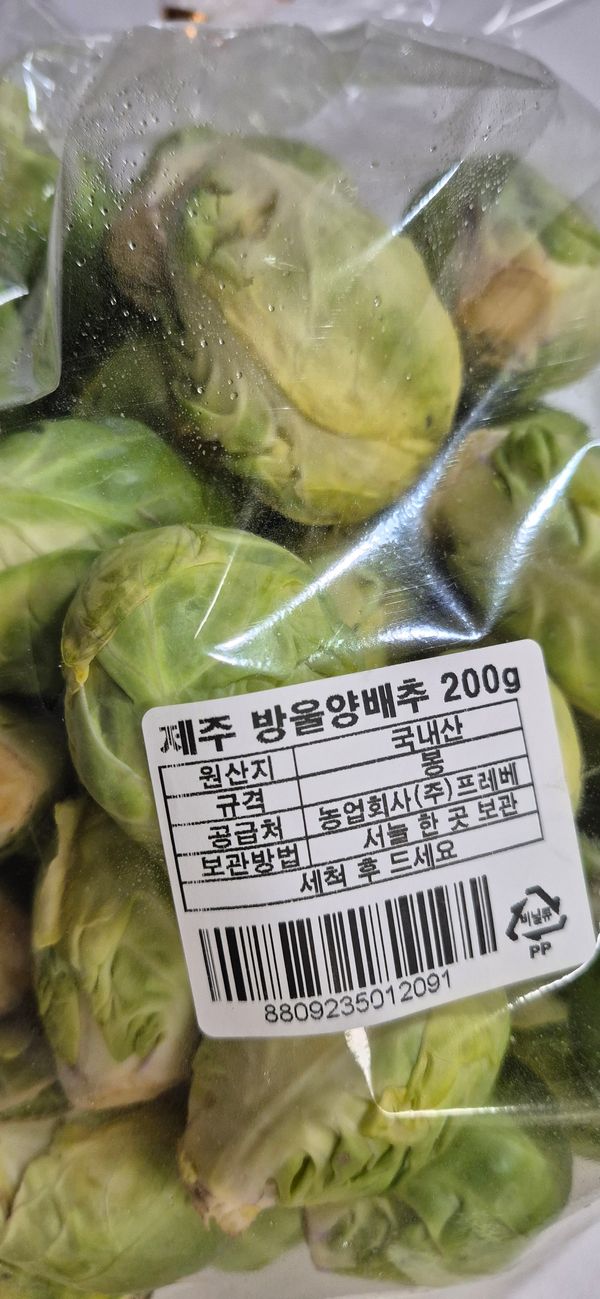 제주 방울양배추 200g
원산지 국내산
규격 봉
공급처 농업회사(주)프레베
보관방법 서늘 한 곳 보관
세척 후 드세요
비닐류
PP
8809235012091